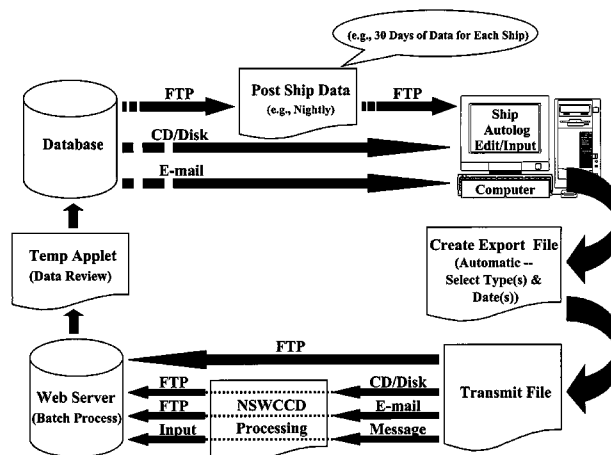 (e.g., 30 Days of Data for Each Ship)
FTP
Post Ship Data
(e.g., Nightly)
FTP
Database
CD/Disk
E-mail
Ship
Autolog
Edit/Input
Computer
Temp Applet
(Data Review)
Create Export File
(Automatic --
Select Type(s) &
Date(s))
FTP
Web Server
(Batch Process)
FTP
FTP
Input
NSWCCD
Processing
CD/Disk
E-mail
Message
Transmit File